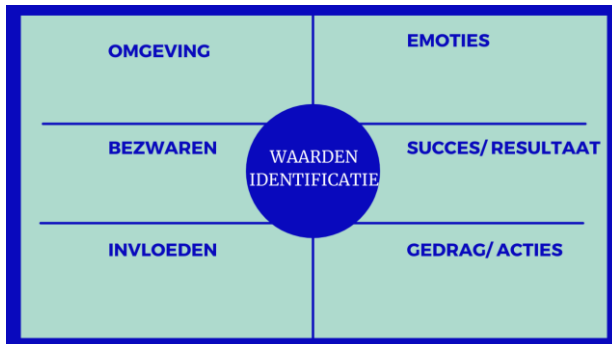 OMGEVING
EMOTIES
BEZWAREN
WAARDEN
IDENTIFICATIE
SUCCES/ RESULTAAT
INVLOEDEN
GEDRAG/ ACTIES